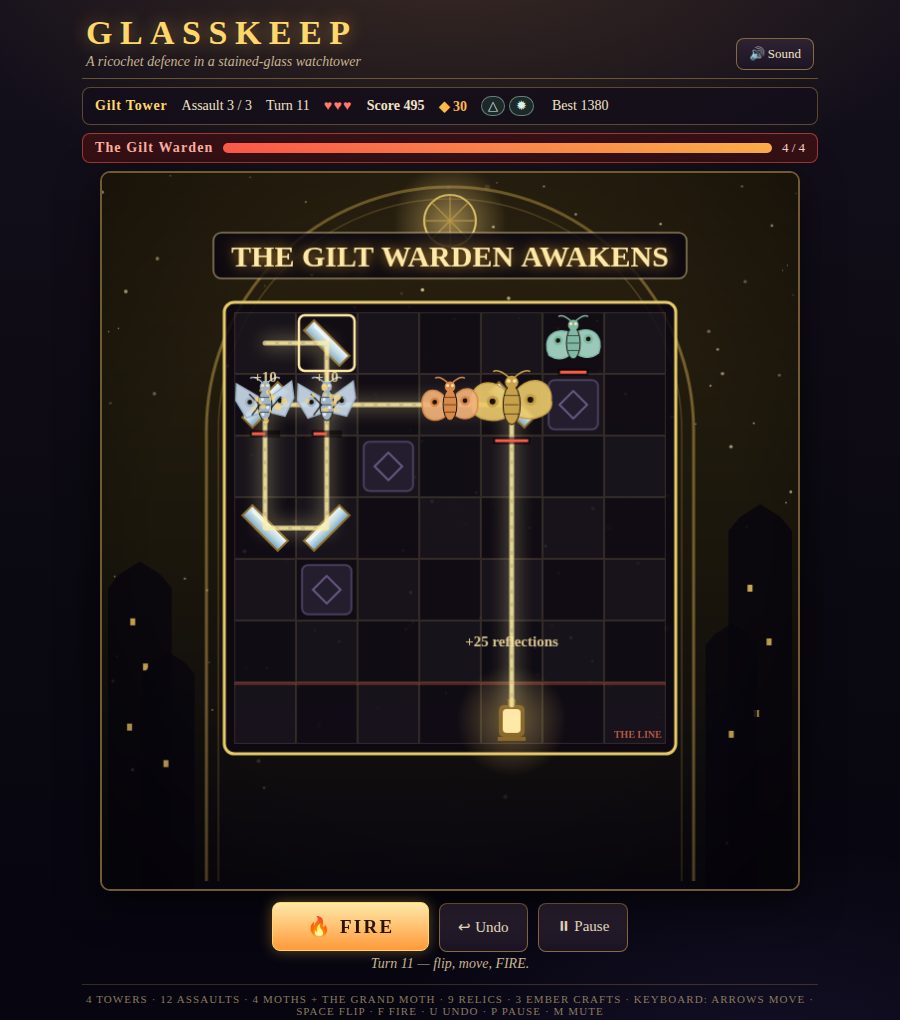 GLASSKEEP
A ricochet defence in a stained-glass watchtower
🔊 Sound
Gilt Tower Assault 3 / 3 Turn 11 ♥♥♥ Score 495 ◆ 30 Best 1380
The Gilt Warden 4 / 4
THE GILT WARDEN AWAKENS
+10 +10
+25 reflections
THE LINE
🔥 FIRE ↩ Undo ⏸ Pause
Turn 11 — flip, move, FIRE.
4 TOWERS · 12 ASSAULTS · 4 MOTHS + THE GRAND MOTH · 9 RELICS · 3 EMBER CRAFTS · KEYBOARD: ARROWS MOVE ·
SPACE FLIP · F FIRE · U UNDO · P PAUSE · M MUTE